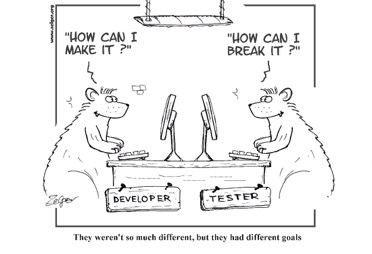 "HOW CAN I
MAKE IT ?"
"HOW CAN I
BREAK IT ?"
DEVELOPER
TESTER
They weren't so much different, but they had different goals